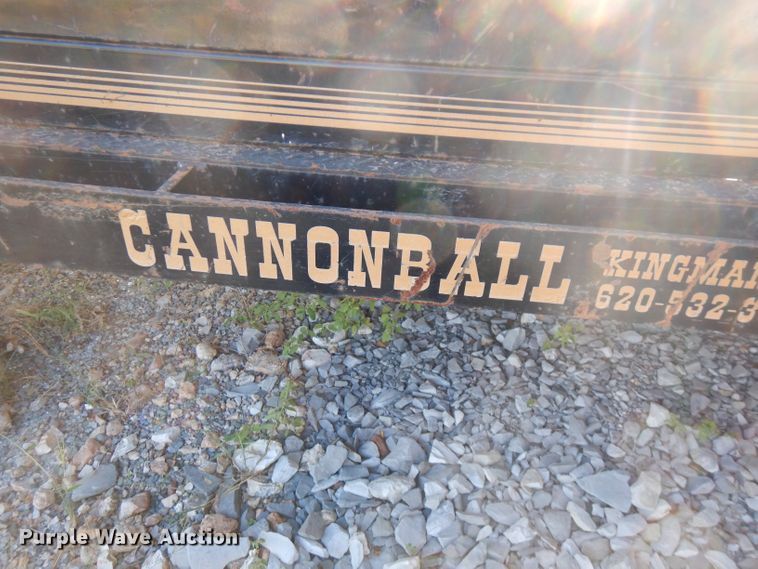 CANNONBALL
KINGMA
620-532-3
Purple Wave Auction